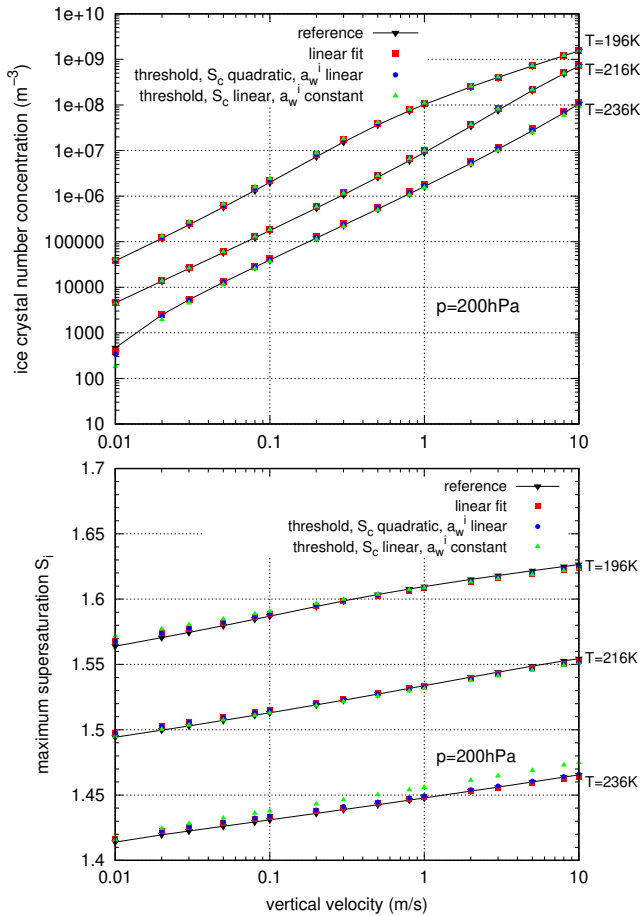 1e+10
1e+09
1e+08
1e+07
1e+06
100000
10000
1000
100
10
0.01
0.1
1
10
ice crystal number concentration (m⁻³)
reference
linear fit
threshold, S_c quadratic, a_w^i linear
threshold, S_c linear, a_w^i constant
T=196K
T=216K
T=236K
p=200hPa
1.7
1.65
1.6
1.55
1.5
1.45
1.4
0.01
0.1
1
10
maximum supersaturation S_i
vertical velocity (m/s)
reference
linear fit
threshold, S_c quadratic, a_w^i linear
threshold, S_c linear, a_w^i constant
T=196K
T=216K
p=200hPa
T=236K